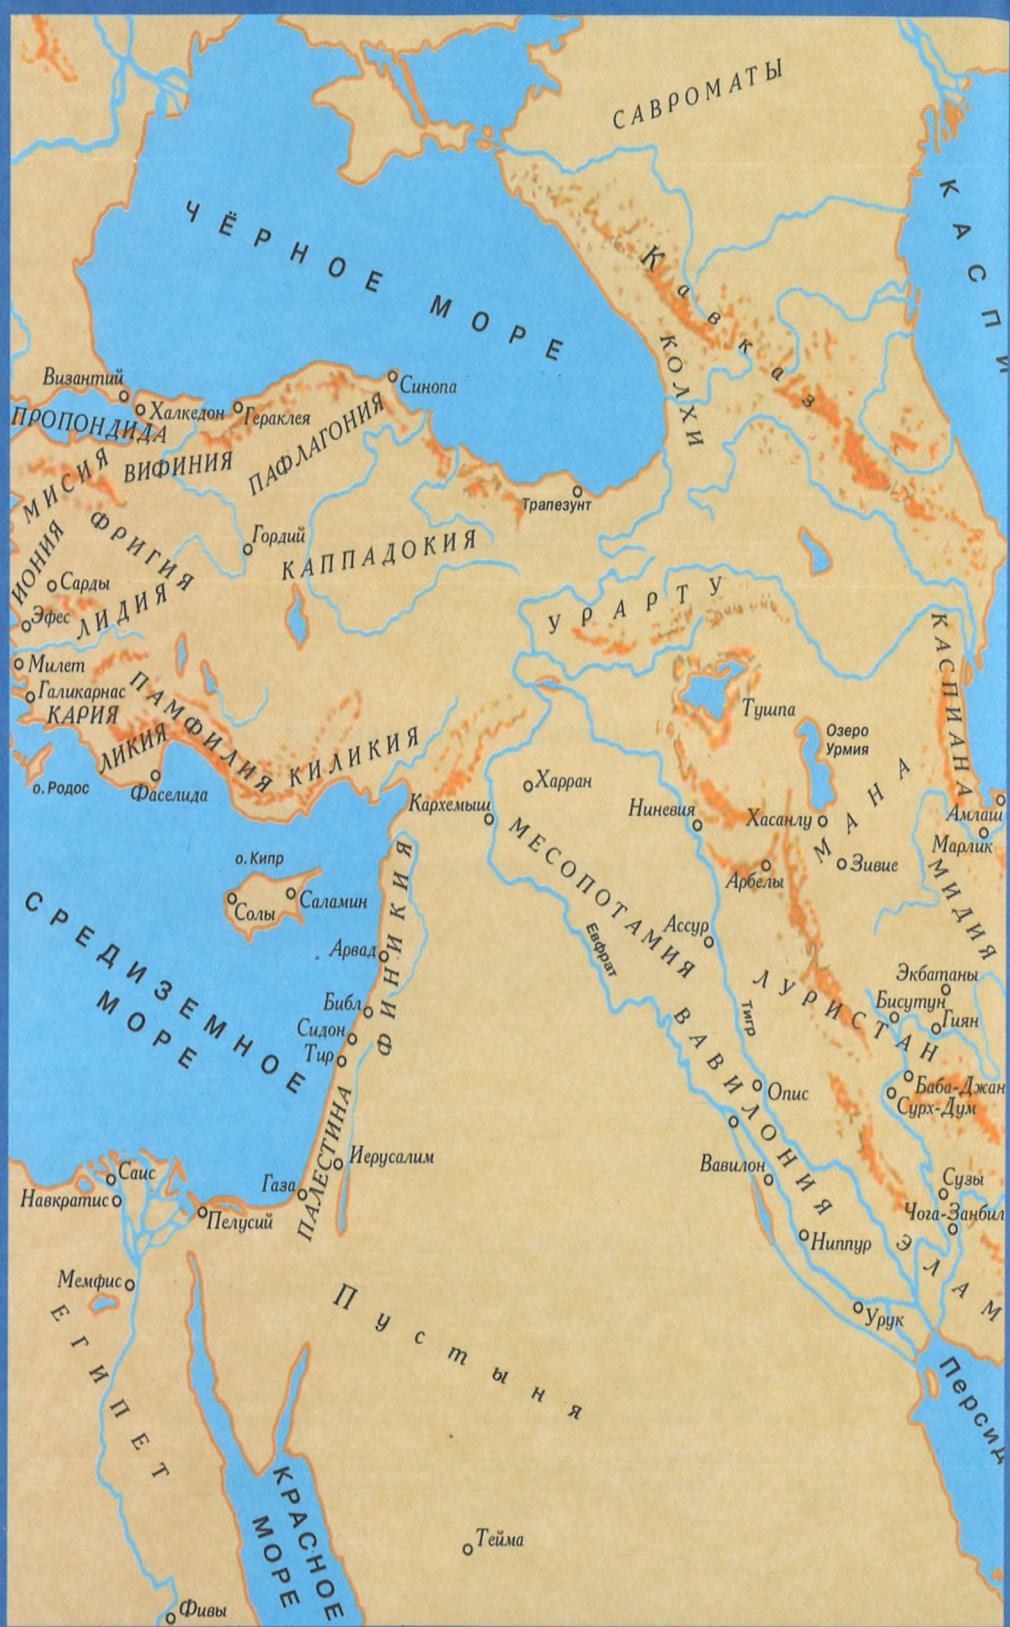 САВРОМАТЫ
КАСПИ
ЧЁРНОЕ МОРЕ
Кавказ
КОЛХИ
Византий
Халкедон
Гераклея
Синопа
ПРОПОНДИДА
МИСИЯ
ВИФИНИЯ
ПАФЛАГОНИЯ
Трапезунт
ФРИГИЯ
Гордий
КАППАДОКИЯ
ИОНИЯ
Сарды
Эфес
ЛИДИЯ
УРАРТУ
КАСПИАНА
Милет
Галикарнас
КАРИЯ
ЛИКИЯ
ПАМФИЛИЯ
КИЛИКИЯ
Тушпа
Озеро
Урмия
о. Родос
Фаселида
Харран
Кархемыш
Ниневия
Хасанлу
МАНА
Амлаш
Марлик
Зивие
Арбелы
МИДИЯ
МЕСОПОТАМИЯ
о. Кипр
Солы
Саламин
СРЕДИЗЕМНОЕ
МОРЕ
ФИНИКИЯ
Арвад
Библ
Сидон
Тир
Ассур
Евфрат
Тигр
ЛУРИСТАН
Экбатаны
Бисутун
Гиян
Баба-Джан
Сурх-Дум
ВАВИЛОНИЯ
Опис
Вавилон
ПАЛЕСТИНА
Иерусалим
Газа
Саис
Навкратис
Пелусий
Сузы
Чога-Занбил
Ниппур
ЭЛАМ
Урук
Мемфис
ЕГИПЕТ
Пустыня
Персид
КРАСНОЕ
МОРЕ
Тейма
Фивы